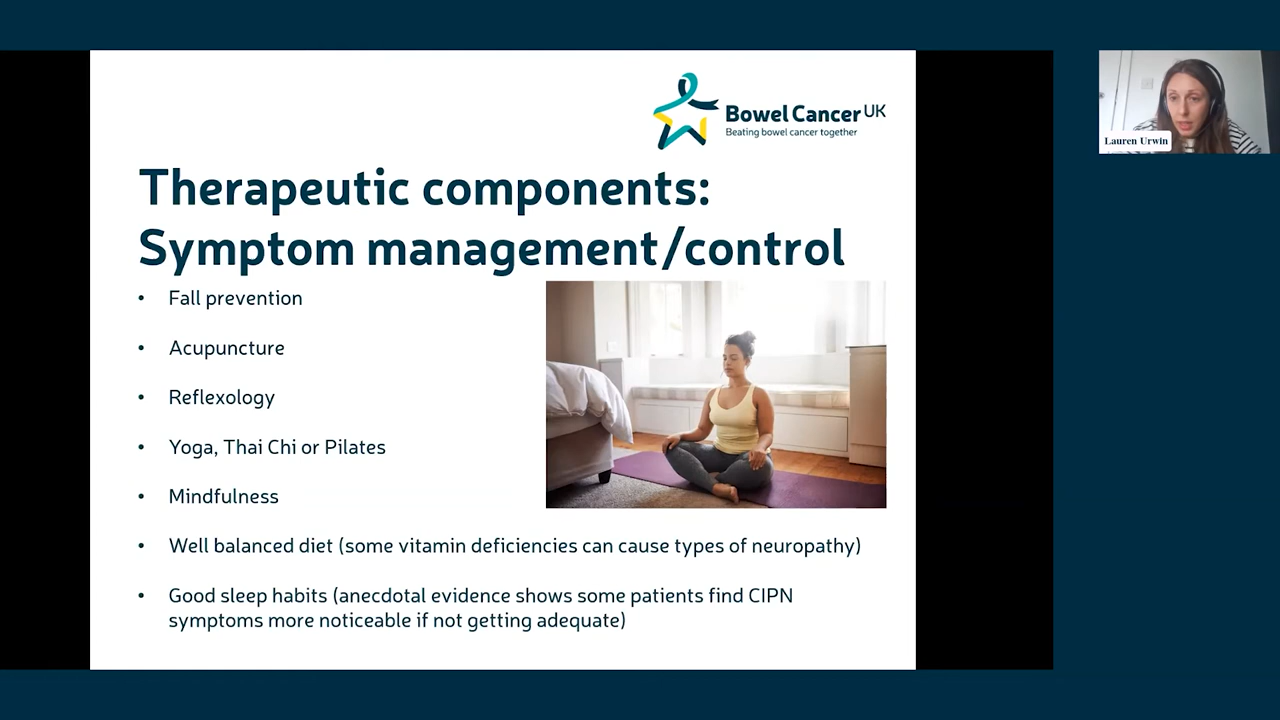 Bowel Cancer UK
Beating bowel cancer together
Lauren Urwin
Therapeutic components:
Symptom management/control
• Fall prevention
• Acupuncture
• Reflexology
• Yoga, Thai Chi or Pilates
• Mindfulness
• Well balanced diet (some vitamin deficiencies can cause types of neuropathy)
• Good sleep habits (anecdotal evidence shows some patients find CIPN
symptoms more noticeable if not getting adequate)